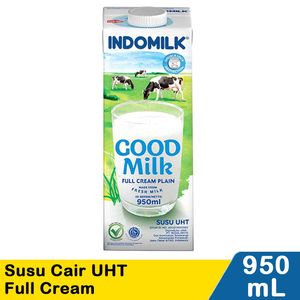 INDOMILK
GOOD
Milk
FULL CREAM PLAIN
MADE FROM
FRESH MILK
950ml
SUSU UHT
Susu Cair UHT
Full Cream
950
mL